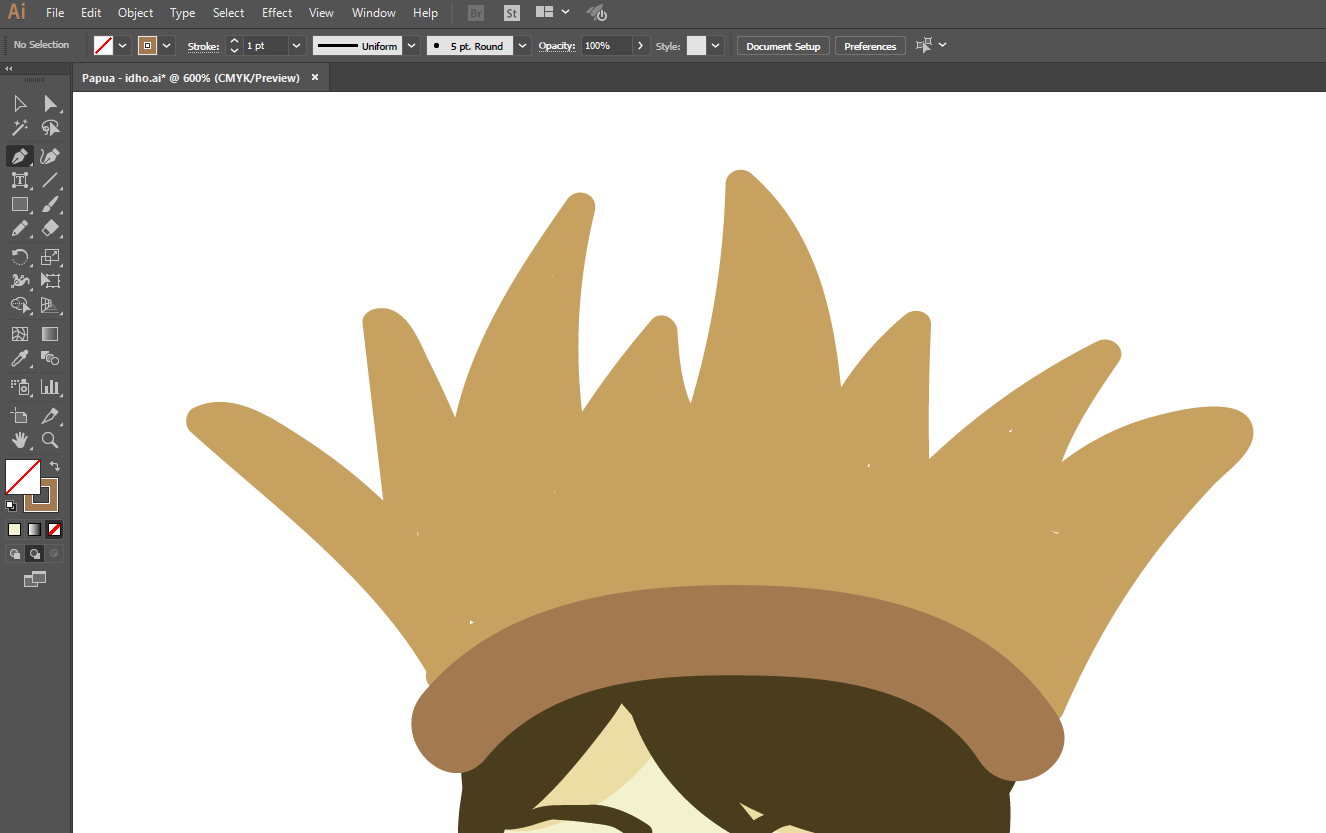 Ai File Edit Object Type Select Effect View Window Help Br St
No Selection Stroke: 1 pt Uniform 5 pt. Round Opacity: 100% Style: Document Setup Preferences
Papua - idho.ai* @ 600% (CMYK/Preview) ×
T